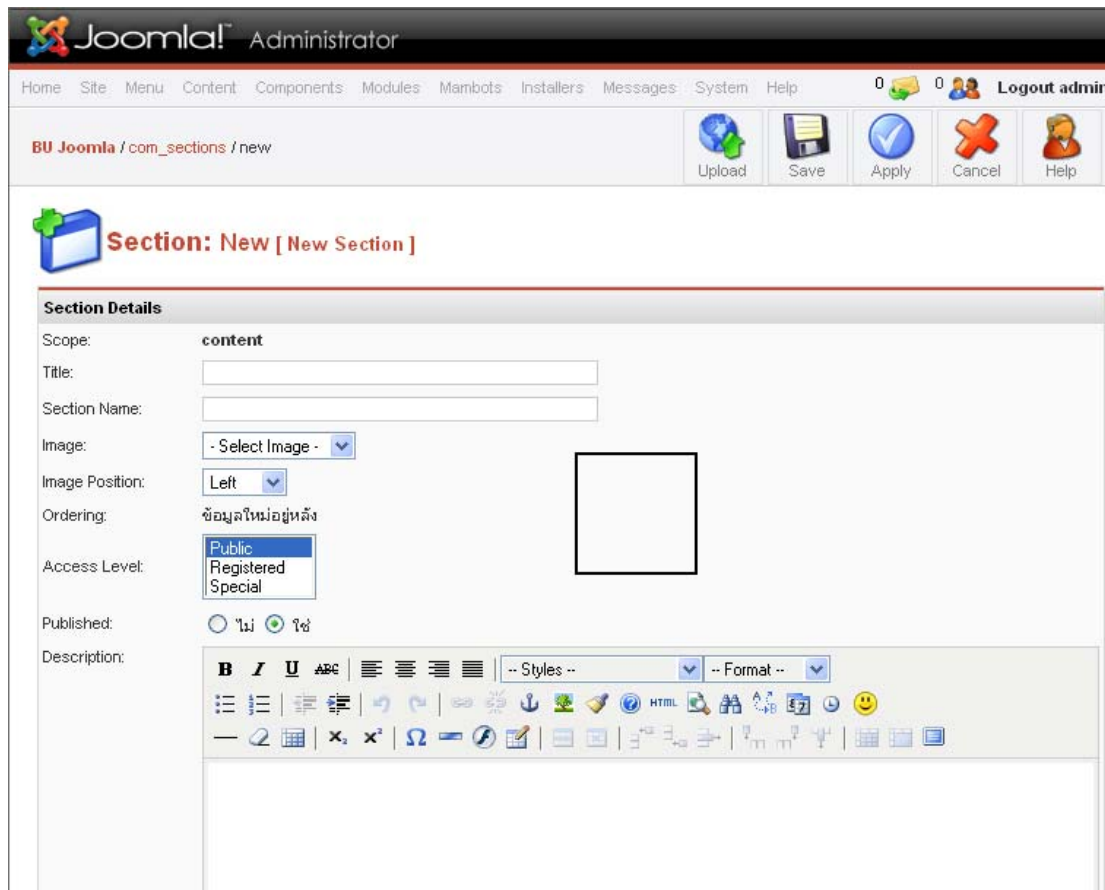 Joomla!™ Administrator
Home Site Menu Content Components Modules Mambots Installers Messages System Help 0 0 Logout admin
BU Joomla / com_sections / new
Upload Save Apply Cancel Help
Section: New [ New Section ]
Section Details
Scope: content
Title:
Section Name:
Image: - Select Image -
Image Position: Left
Ordering: ข้อมูลใหม่อยู่หลัง
Access Level: Public
Registered
Special
Published: ไม่ ใช่
Description:
B I U ABC -- Styles -- -- Format --
HTML